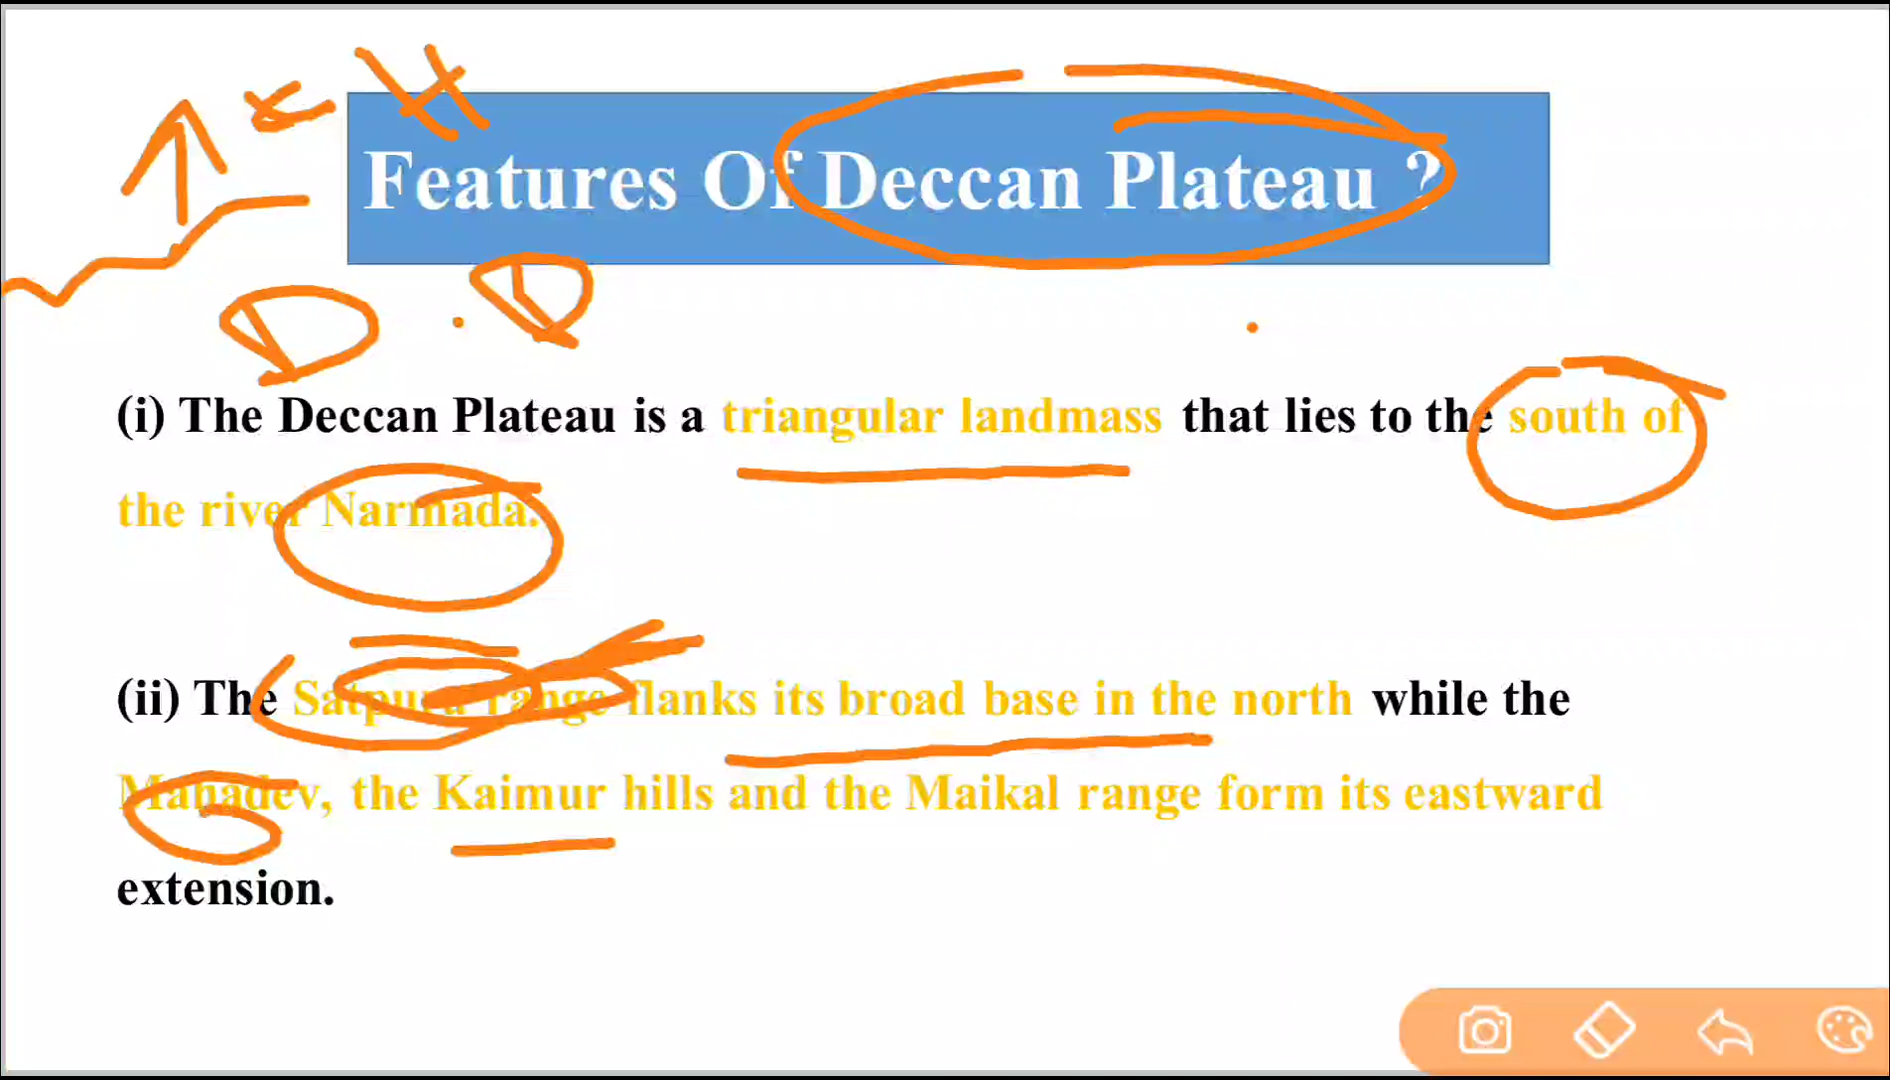 Features Of Deccan Plateau ?
(i) The Deccan Plateau is a triangular landmass that lies to the south of
the river Narmada.
(ii) The Satpura range flanks its broad base in the north while the
Mahadev, the Kaimur hills and the Maikal range form its eastward
extension.